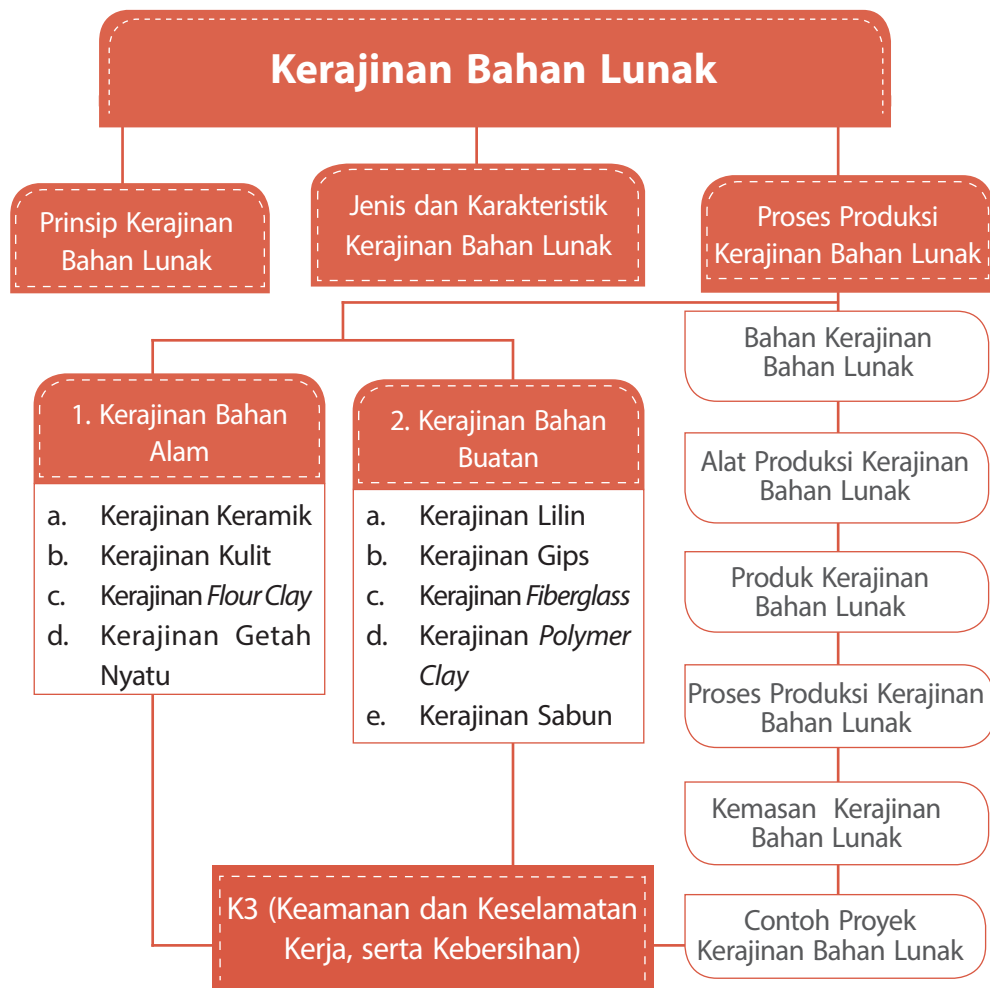 Kerajinan Bahan Lunak
Prinsip Kerajinan
Bahan Lunak
Jenis dan Karakteristik
Kerajinan Bahan Lunak
Proses Produksi
Kerajinan Bahan Lunak
1. Kerajinan Bahan
Alam
a. Kerajinan Keramik
b. Kerajinan Kulit
c. Kerajinan Flour Clay
d. Kerajinan Getah
Nyatu
2. Kerajinan Bahan
Buatan
a. Kerajinan Lilin
b. Kerajinan Gips
c. Kerajinan Fiberglass
d. Kerajinan Polymer
Clay
e. Kerajinan Sabun
Bahan Kerajinan
Bahan Lunak
Alat Produksi Kerajinan
Bahan Lunak
Produk Kerajinan
Bahan Lunak
Proses Produksi Kerajinan
Bahan Lunak
Kemasan Kerajinan
Bahan Lunak
Contoh Proyek
Kerajinan Bahan Lunak
K3 (Keamanan dan Keselamatan
Kerja, serta Kebersihan)